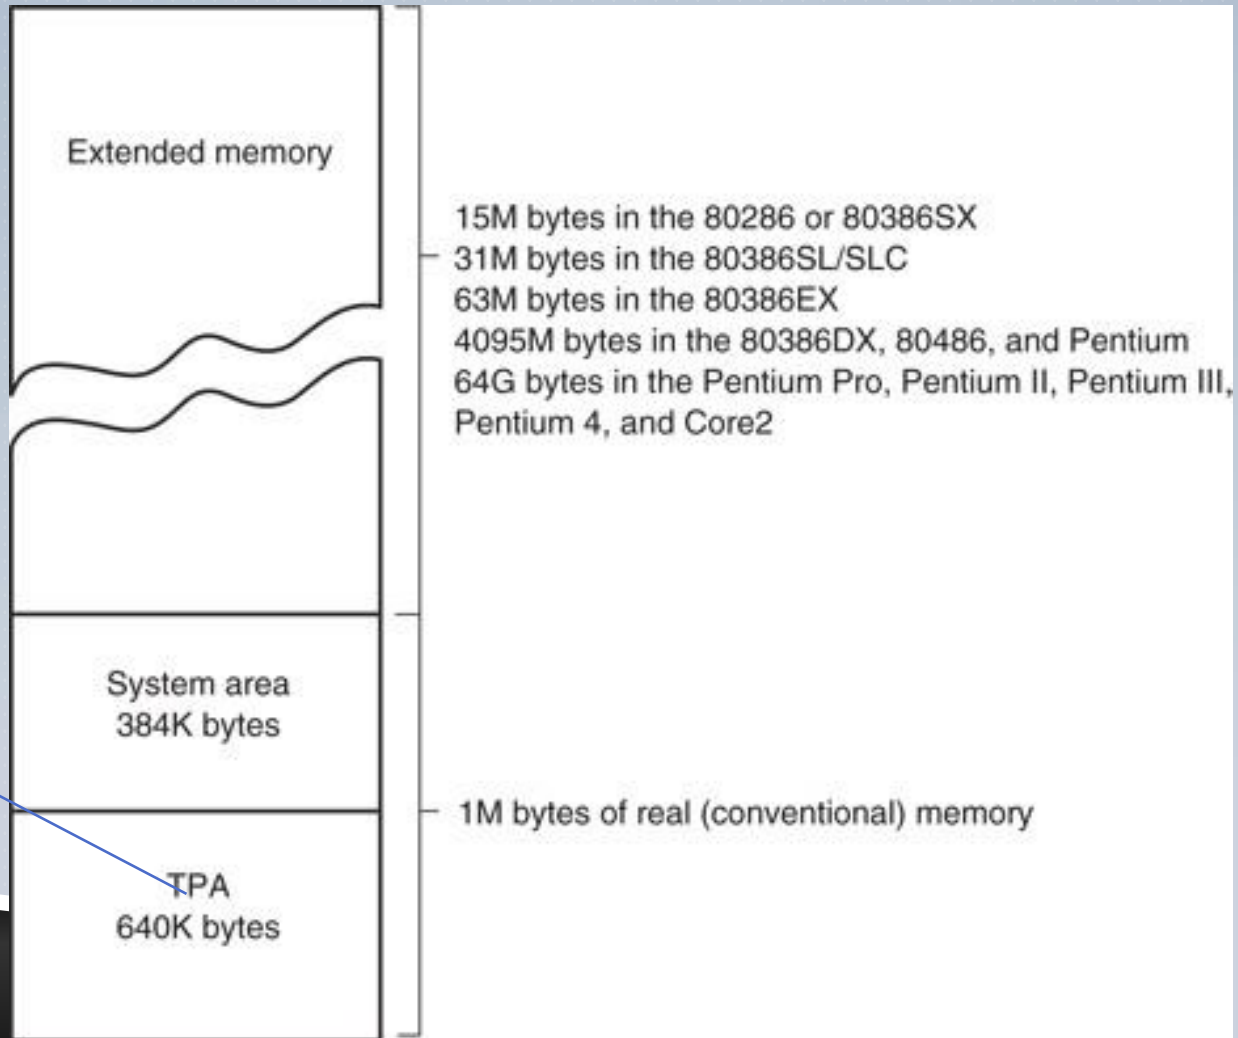 Extended memory
15M bytes in the 80286 or 80386SX
31M bytes in the 80386SL/SLC
63M bytes in the 80386EX
4095M bytes in the 80386DX, 80486, and Pentium
64G bytes in the Pentium Pro, Pentium II, Pentium III,
Pentium 4, and Core2
System area
384K bytes
1M bytes of real (conventional) memory
TPA
640K bytes